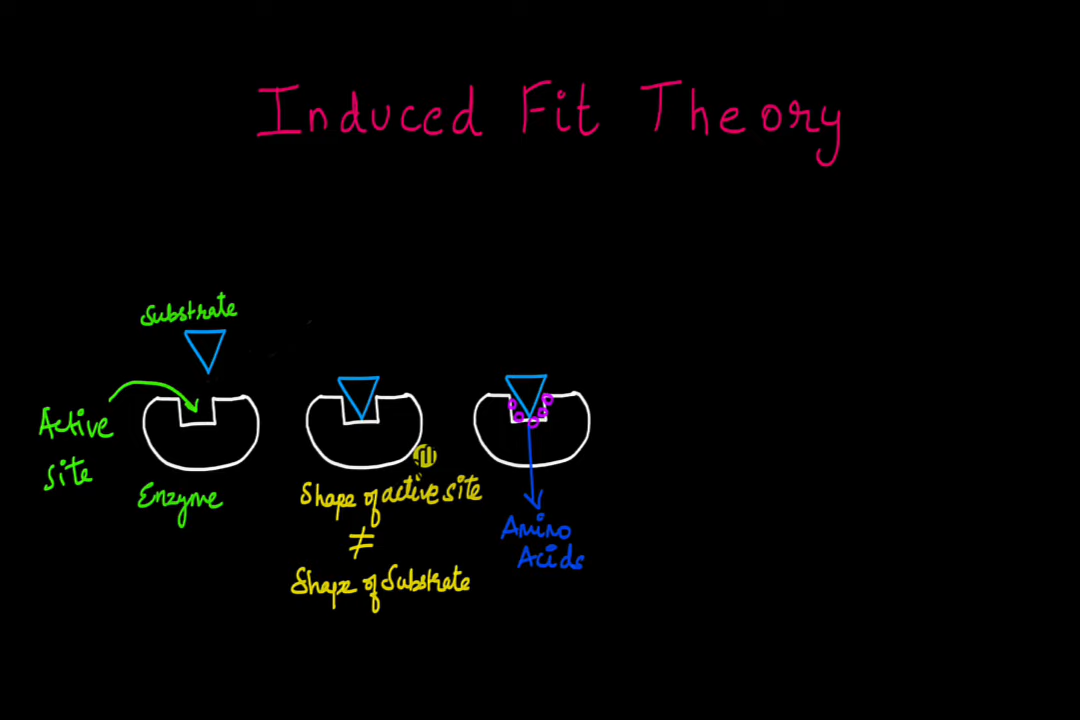 Induced Fit Theory
Substrate
Active
Site
Enzyme
Shape of active site
≠
Shape of Substrate
Amino
Acids